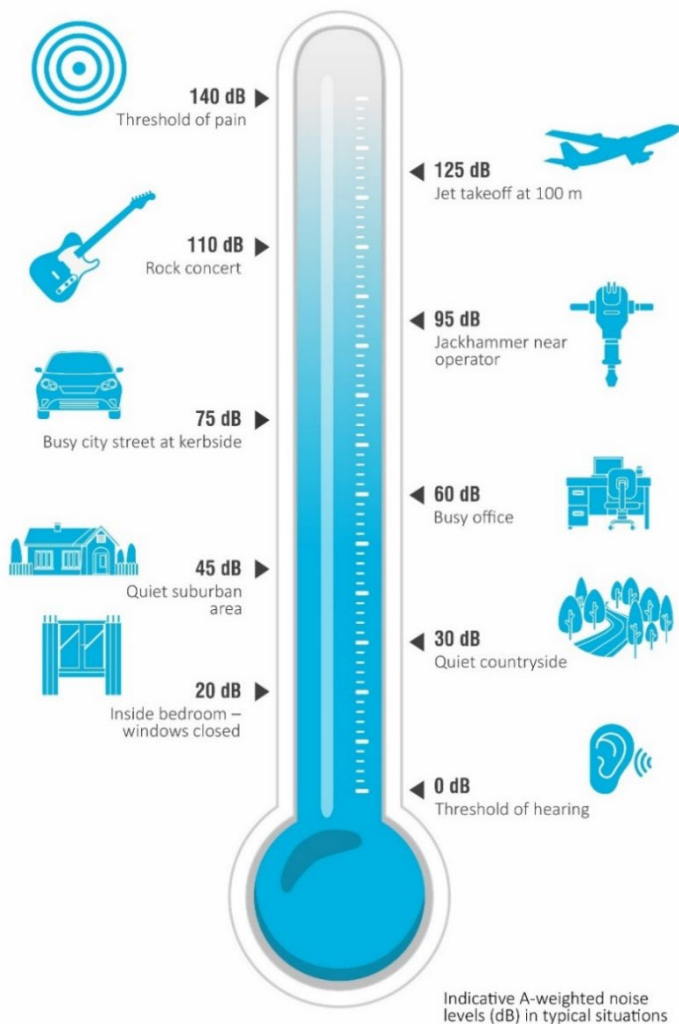 140 dB
Threshold of pain
125 dB
Jet takeoff at 100 m
110 dB
Rock concert
95 dB
Jackhammer near
operator
75 dB
Busy city street at kerbside
60 dB
Busy office
45 dB
Quiet suburban
area
30 dB
Quiet countryside
20 dB
Inside bedroom –
windows closed
0 dB
Threshold of hearing
Indicative A-weighted noise
levels (dB) in typical situations